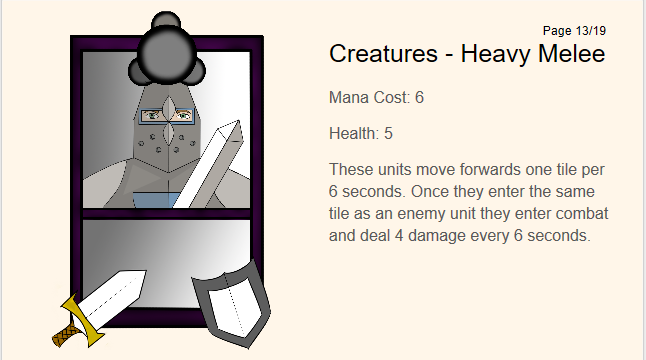 Page 13/19
Creatures - Heavy Melee
Mana Cost: 6
Health: 5
These units move forwards one tile per
6 seconds. Once they enter the same
tile as an enemy unit they enter combat
and deal 4 damage every 6 seconds.